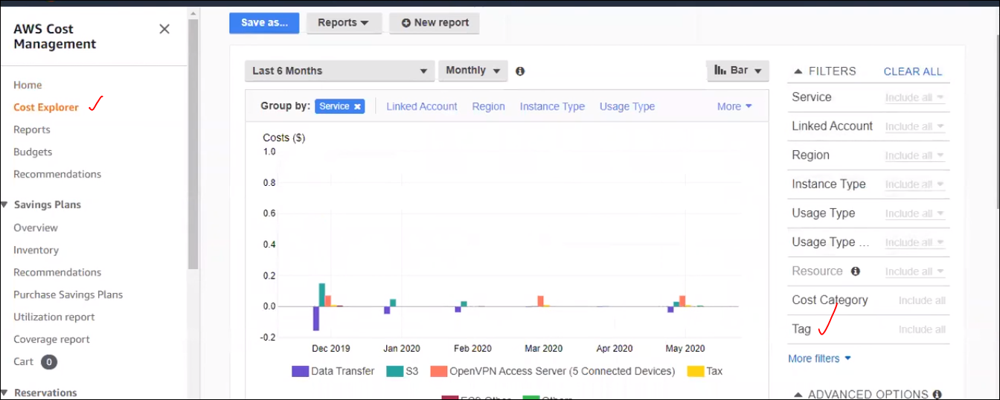 AWS Cost
Management
Home
Cost Explorer
Reports
Budgets
Recommendations
Savings Plans
Overview
Inventory
Recommendations
Purchase Savings Plans
Utilization report
Coverage report
Cart 0
Reservations
Save as...
Reports
New report
Last 6 Months
Monthly
Bar
Group by: Service Linked Account Region Instance Type Usage Type More
Costs ($)
1.0
0.8
0.6
0.4
0.2
0.0
-0.2
Dec 2019 Jan 2020 Feb 2020 Mar 2020 Apr 2020 May 2020
Data Transfer S3 OpenVPN Access Server (5 Connected Devices) Tax
EC2-Other Others
FILTERS CLEAR ALL
Service Include all
Linked Account Include all
Region Include all
Instance Type Include all
Usage Type Include all
Usage Type ... Include all
Resource Include all
Cost Category Include all
Tag Include all
More filters
ADVANCED OPTIONS